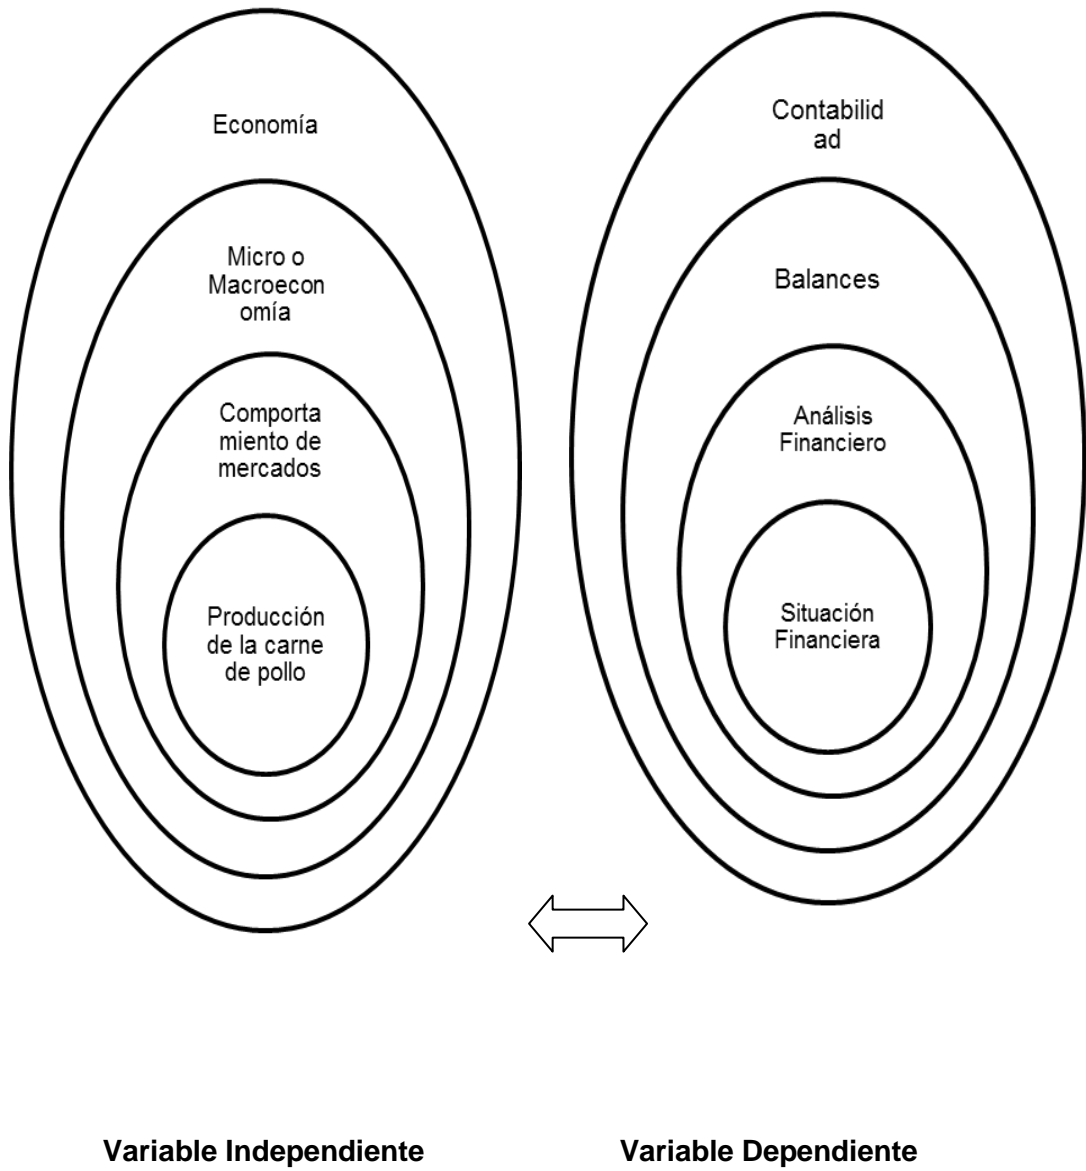 Economía
Micro o
Macroecon
omía
Comporta
miento de
mercados
Producción
de la carne
de pollo
Contabilid
ad
Balances
Análisis
Financiero
Situación
Financiera
Variable Independiente
Variable Dependiente